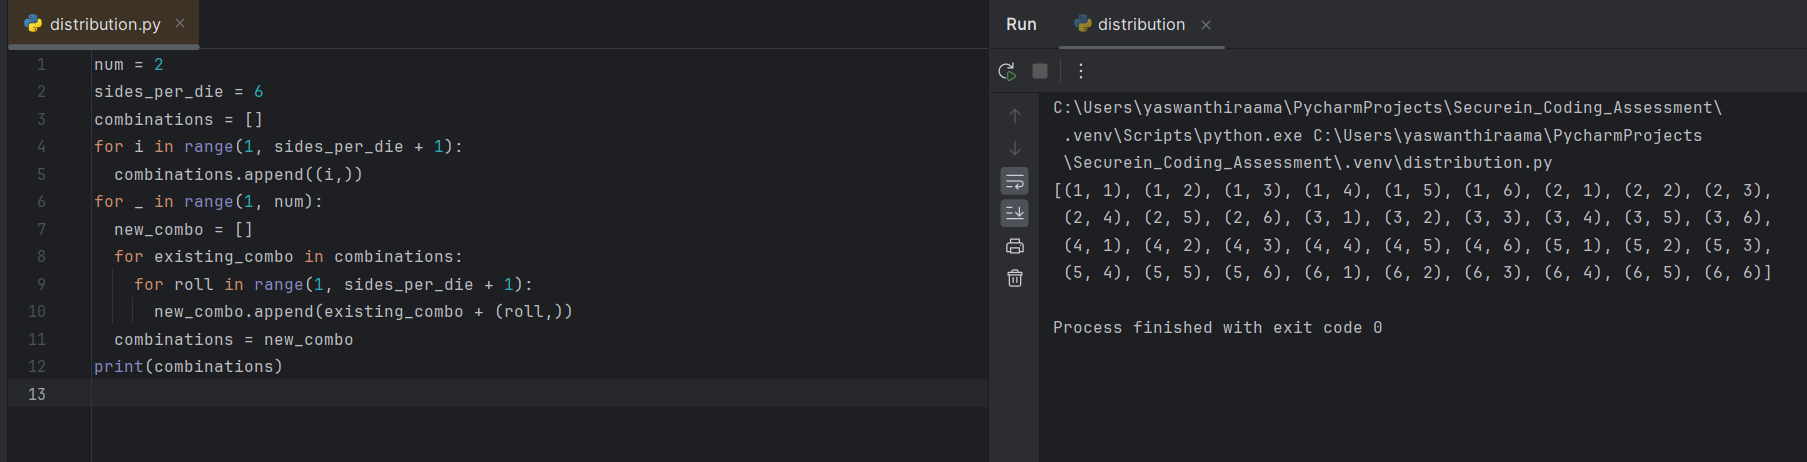 distribution.py
1 num = 2
2 sides_per_die = 6
3 combinations = []
4 for i in range(1, sides_per_die + 1):
5   combinations.append((i,))
6 for _ in range(1, num):
7   new_combo = []
8   for existing_combo in combinations:
9     for roll in range(1, sides_per_die + 1):
10       new_combo.append(existing_combo + (roll,))
11   combinations = new_combo
12 print(combinations)
13
Run distribution
C:\Users\yaswanthiraama\PycharmProjects\Securein_Coding_Assessment\
.venv\Scripts\python.exe C:\Users\yaswanthiraama\PycharmProjects
\Securein_Coding_Assessment\.venv\distribution.py
[(1, 1), (1, 2), (1, 3), (1, 4), (1, 5), (1, 6), (2, 1), (2, 2), (2, 3),
(2, 4), (2, 5), (2, 6), (3, 1), (3, 2), (3, 3), (3, 4), (3, 5), (3, 6),
(4, 1), (4, 2), (4, 3), (4, 4), (4, 5), (4, 6), (5, 1), (5, 2), (5, 3),
(5, 4), (5, 5), (5, 6), (6, 1), (6, 2), (6, 3), (6, 4), (6, 5), (6, 6)]
Process finished with exit code 0